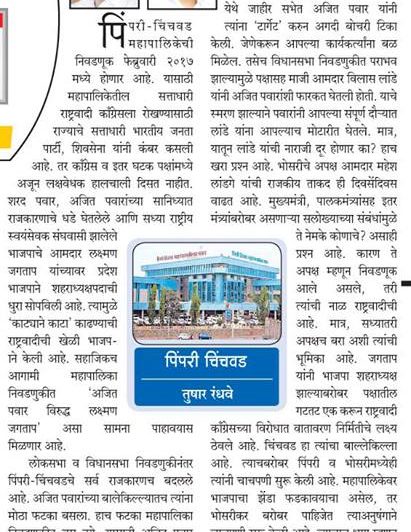 पिंपरी-चिंचवड
महापालिकेची
निवडणूक फेब्रुवारी २०१७
मध्ये होणार आहे. यासाठी
महापालिकेतील सत्ताधारी
राष्ट्रवादी काँग्रेसला रोखण्यासाठी
राज्याचे सत्ताधारी भारतीय जनता
पार्टी, शिवसेना यांनी कंबर कसली
आहे. तर काँग्रेस व इतर घटक पक्षांमध्ये
अजून लक्षवेधक हालचाली दिसत नाहीत.
शरद पवार, अजित पवारांच्या सानिध्यात
राजकारणाचे धडे घेतलेले आणि सध्या राष्ट्रीय
स्वयंसेवक संघवासी झालेले
भाजपाचे आमदार लक्ष्मण
जगताप यांच्यावर प्रदेश
भाजपाने शहराध्यक्षपदाची
धुरा सोपविली आहे. त्यामुळे
'काट्याने काटा' काढण्याची
राष्ट्रवादीची खेळी भाजप-
ाने केली आहे. सहाजिकच
आगामी महापालिका
निवडणुकीत 'अजित
पवार विरुद्ध लक्ष्मण
जगताप' असा सामना पाहावयास
मिळणार आहे.
लोकसभा व विधानसभा निवडणुकीनंतर
पिंपरी-चिंचवडचे सर्व राजकारणच बदलले
आहे. अजित पवारांच्या बालेकिल्ल्यातच त्यांना
मोठा फटका बसला. हाच फटका महापालिका
येथे जाहीर सभेत अजित पवार यांनी
त्यांना 'टार्गेट' करुन अगदी बोचरी टिका
केली. जेणेकरून आपल्या कार्यकर्त्यांना बळ
मिळेल. तसेच विधानसभा निवडणुकीत पराभव
झाल्यामुळे पक्षासह माजी आमदार विलास लांडे
यांनी अजित पवारांशी फारकत घेतली होती. याचे
स्मरण झाल्याने पवारांनी आपल्या संपूर्ण दौऱ्यात
लांडे यांना आपल्याच मोटारीत घेतले. मात्र,
यातून लांडे यांची नाराजी दूर होणार का? हाच
खरा प्रश्न आहे. भोसरीचे अपक्ष आमदार महेश
लांडगे यांची राजकीय ताकद ही दिवसेंदिवस
वाढत आहे. मुख्यमंत्री, पालकमंत्र्यांसह इतर
मंत्र्यांबरोबर असणाऱ्या सलोख्याच्या संबंधांमुळे
ते नेमके कोणाचे? असाही
प्रश्न आहे. कारण ते
अपक्ष म्हणून निवडणूक
आले असले, तरी
त्यांची नाळ राष्ट्रवादीची
आहे. मात्र, सध्यातरी
अपक्षच बरा अशी त्यांची
भूमिका आहे. जगताप
यांनी भाजपा शहराध्यक्ष
झाल्याबरोबर पक्षातील
गटतट एक करून राष्ट्रवादी
काँग्रेसच्या विरोधात वातावरण निर्मितीचे लक्ष्य
ठेवले आहे. चिंचवड हा त्यांचा बालेकिल्ला
आहे. त्याचबरोबर पिंपरी व भोसरीमध्येही
त्यांनी चाचपणी सुरू केली आहे. महापालिकेवर
भाजपाचा झेंडा फडकावयाचा असेल, तर
भोसरीकर बरोबर पाहिजेत त्याअनुषंगाने
पिंपरी चिंचवड
तुषार रंधवे